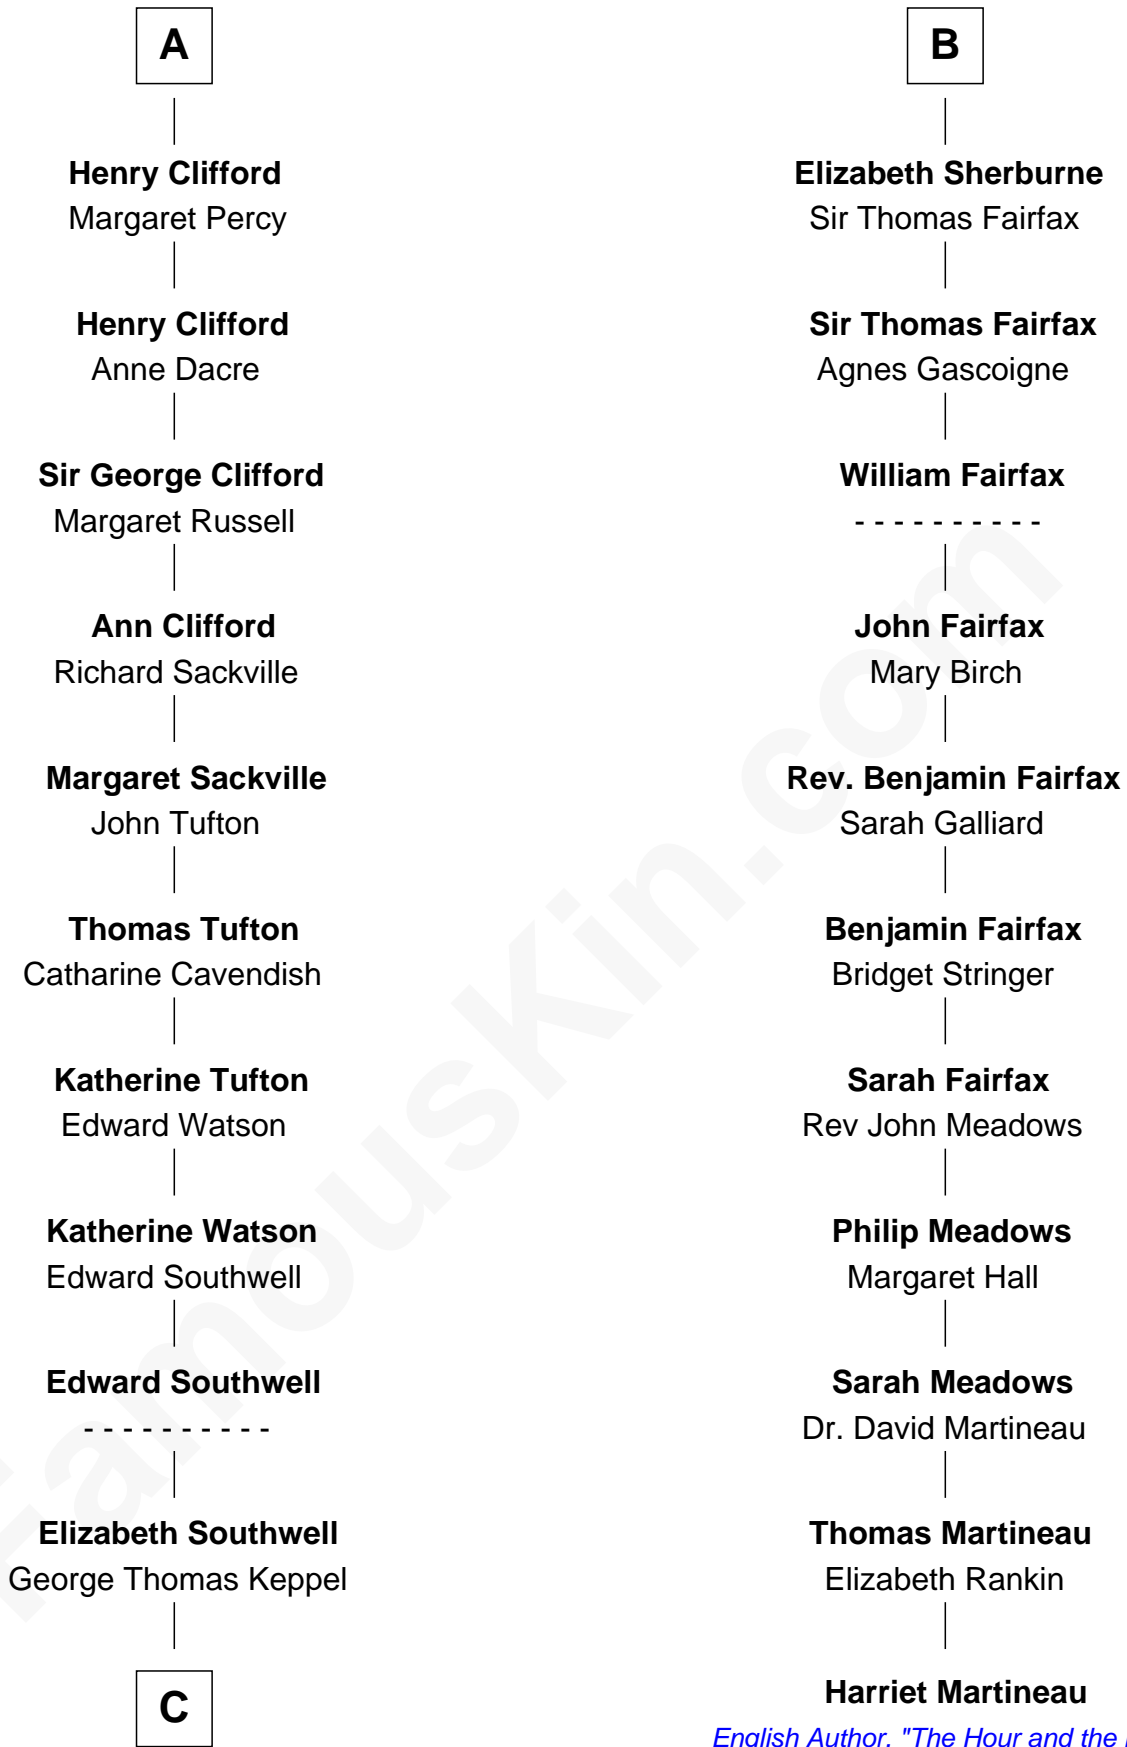 A
Henry Clifford
Margaret Percy
Henry Clifford
Anne Dacre
Sir George Clifford
Margaret Russell
Ann Clifford
Richard Sackville
Margaret Sackville
John Tufton
Thomas Tufton
Catharine Cavendish
Katherine Tufton
Edward Watson
Katherine Watson
Edward Southwell
Edward Southwell
- - - - - - - - - -
Elizabeth Southwell
George Thomas Keppel
C
B
Elizabeth Sherburne
Sir Thomas Fairfax
Sir Thomas Fairfax
Agnes Gascoigne
William Fairfax
- - - - - - - - - -
John Fairfax
Mary Birch
Rev. Benjamin Fairfax
Sarah Galliard
Benjamin Fairfax
Bridget Stringer
Sarah Fairfax
Rev John Meadows
Philip Meadows
Margaret Hall
Sarah Meadows
Dr. David Martineau
Thomas Martineau
Elizabeth Rankin
Harriet Martineau
English Author, "The Hour and the
FamousKin.com